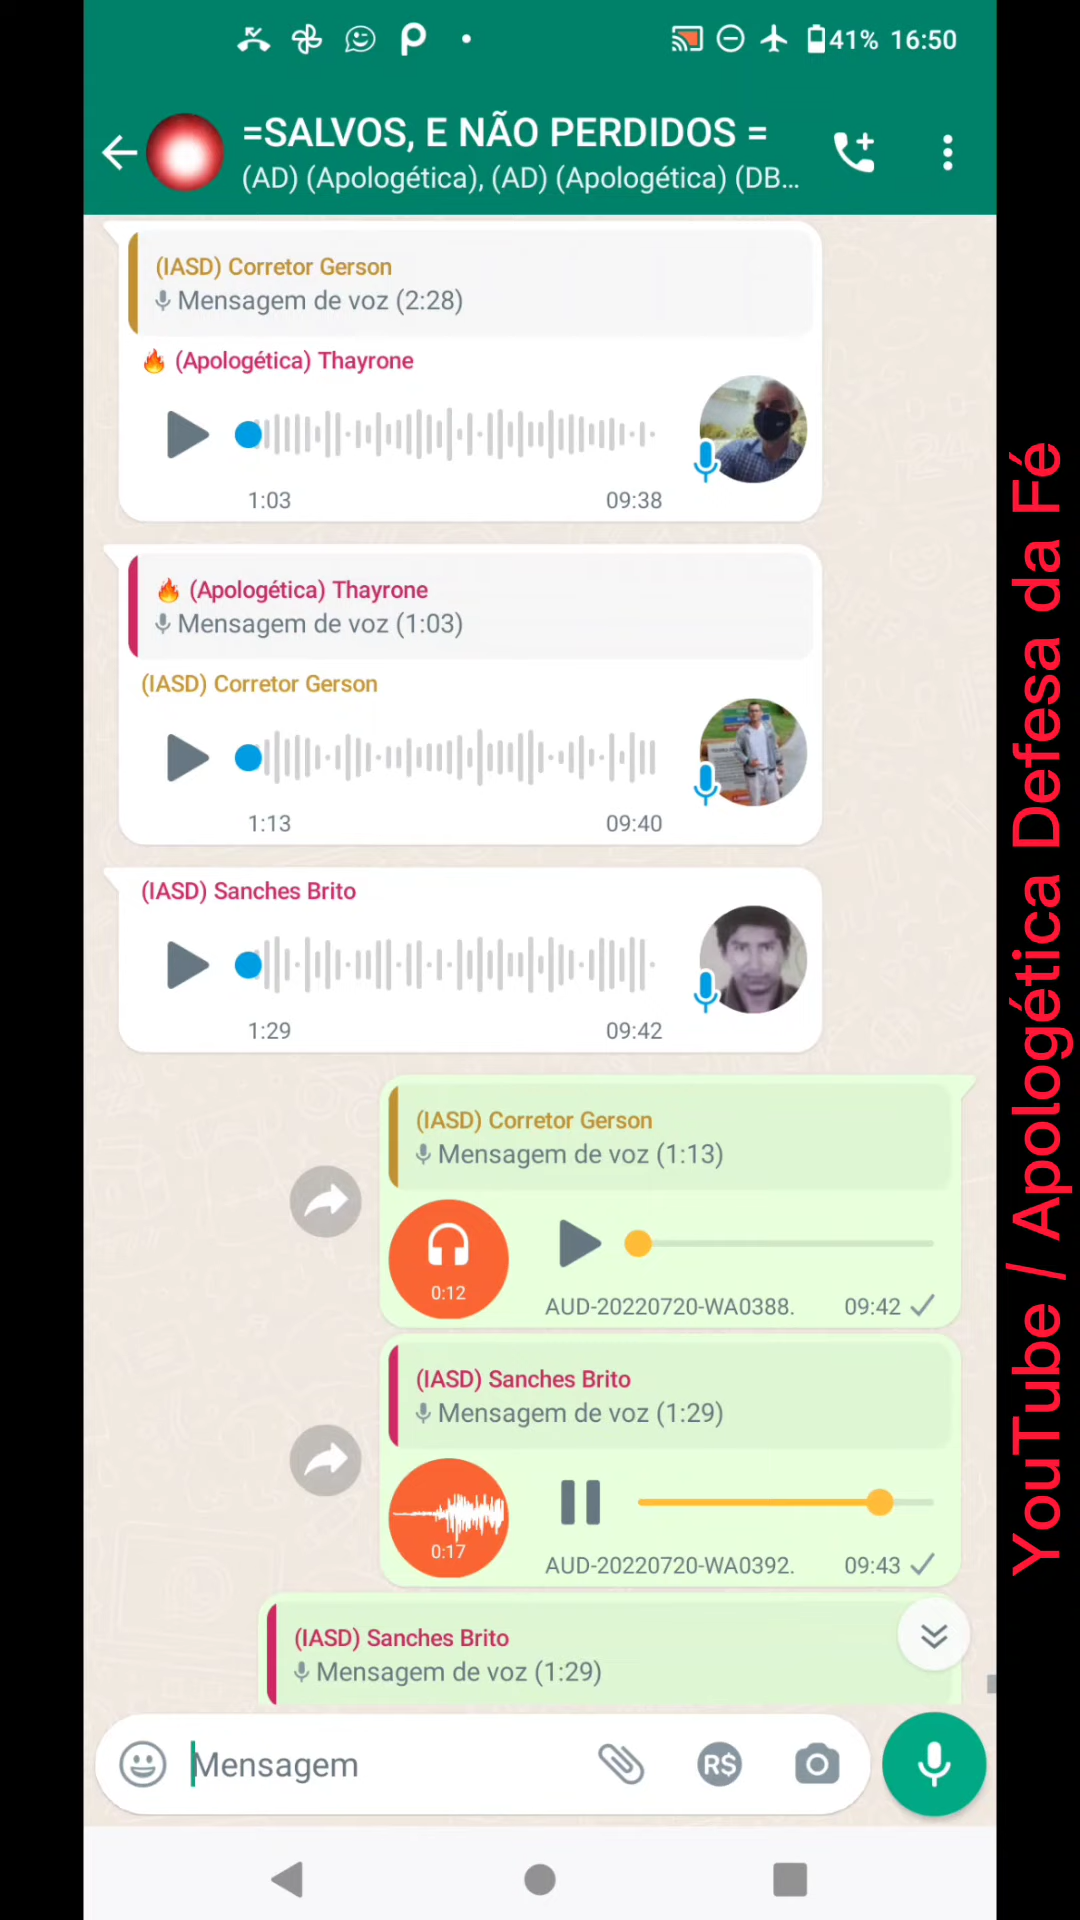 41% 16:50
=SALVOS, E NÃO PERDIDOS =
(AD) (Apologética), (AD) (Apologética) (DB...
(IASD) Corretor Gerson
Mensagem de voz (2:28)
🔥 (Apologética) Thayrone
1:03 09:38
🔥 (Apologética) Thayrone
Mensagem de voz (1:03)
(IASD) Corretor Gerson
1:13 09:40
(IASD) Sanches Brito
1:29 09:42
(IASD) Corretor Gerson
Mensagem de voz (1:13)
0:12
AUD-20220720-WA0388. 09:42
(IASD) Sanches Brito
Mensagem de voz (1:29)
0:17
AUD-20220720-WA0392. 09:43
(IASD) Sanches Brito
Mensagem de voz (1:29)
Mensagem
R$
YouTube / Apologética Defesa da Fé